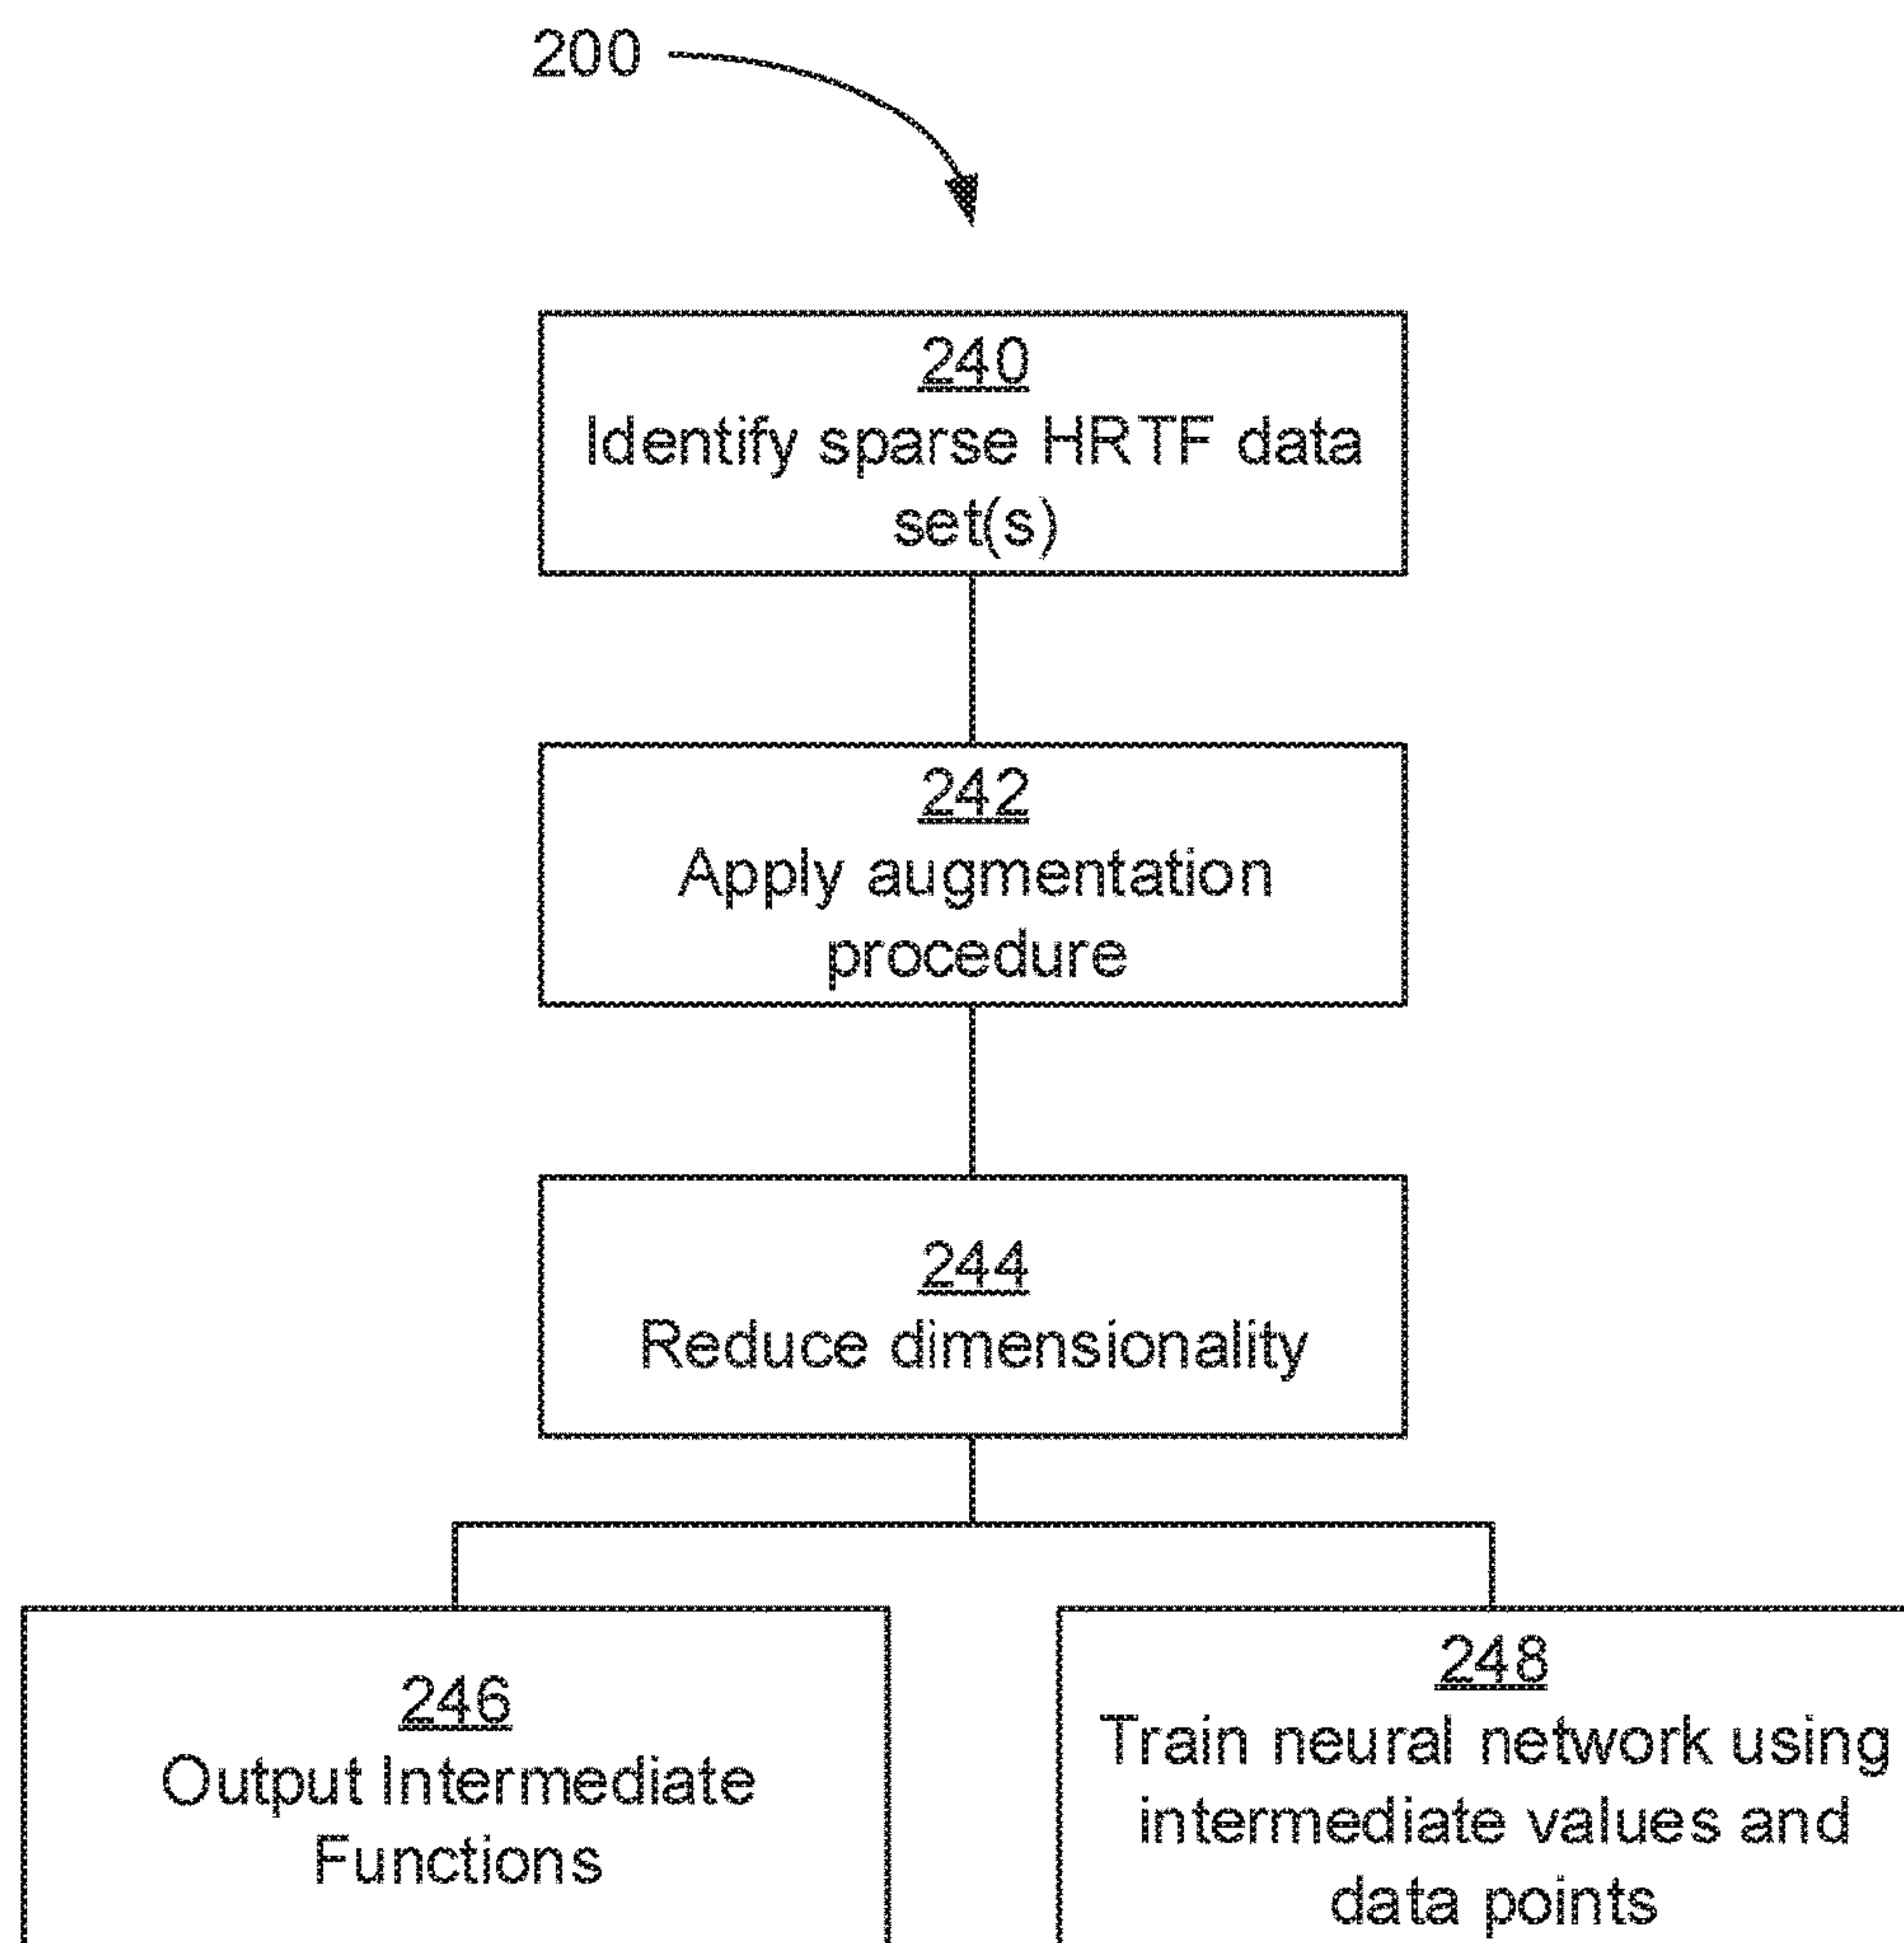 200
240
Identify sparse HRTF data
set(s)
242
Apply augmentation
procedure
244
Reduce dimensionality
246
Output Intermediate
Functions
248
Train neural network using
intermediate values and
data points